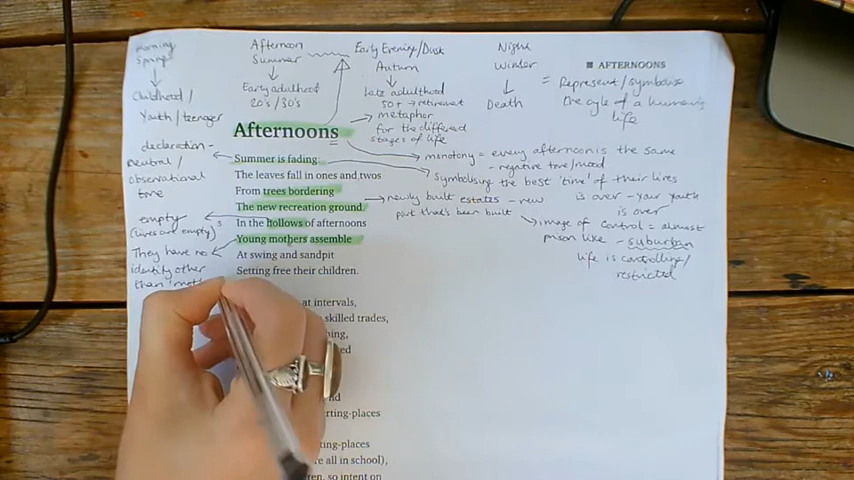 Morning
Spring
Childhood /
Youth / teenager
Afternoon
Summer
Early adulhood
20's / 30's
Early Evening / Dusk
Autumn
Late adulthood
50+ → retirement
metaphor
for the different
stages of life
Night
Winter
Death
■ AFTERNOONS
= Represent/symbolise
the cycle of a human's
life
Afternoons
declaration -
neutral /
observational
tone
empty
(lives are empty)
They have no
identity other
than
Summer is fading
The leaves fall in ones and twos
From trees bordering
The new recreation ground.
In the hollows of afternoons
Young mothers assemble
At swing and sandpit
Setting free their children.
at intervals,
skilled trades,
rting-places
ting-places
re all in school),
ren, so intent on
monotony = every afternoon is the same
- negative tone/mood
Symbolising the best 'time' of their lives
is over - your youth
is over
newly built estates - new
part that's been built
image of control = almost
prison like - suburban
life is controlling/
restricted